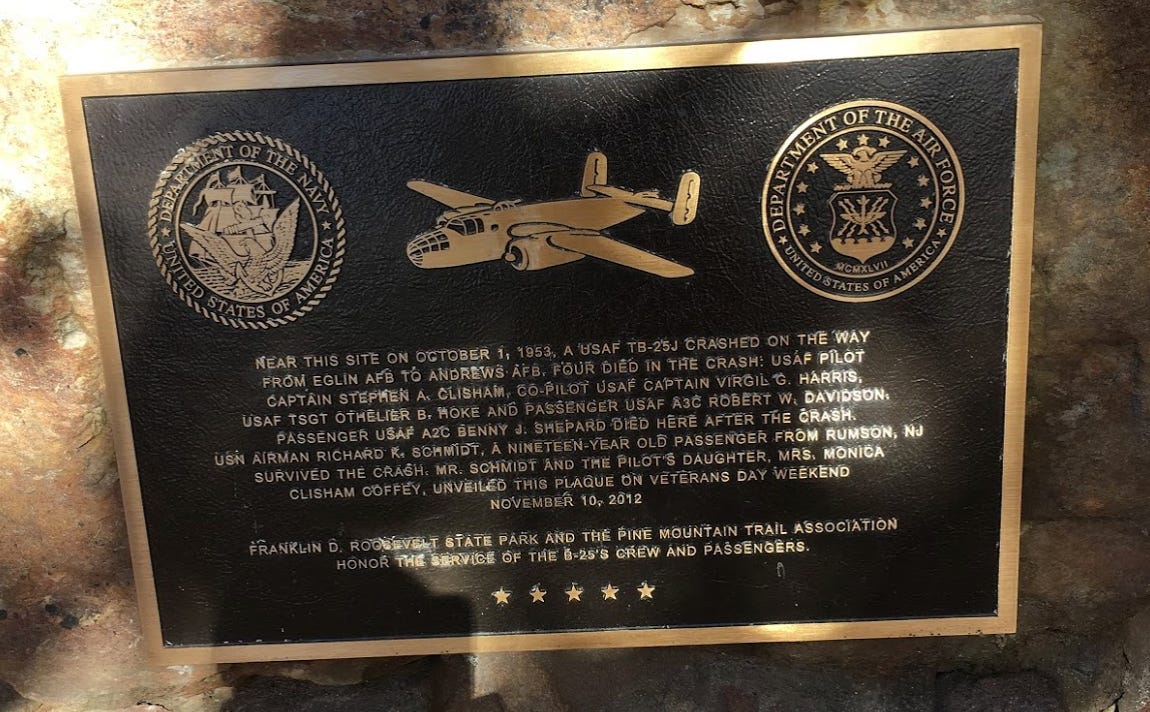 DEPARTMENT OF THE NAVY
UNITED STATES OF AMERICA
DEPARTMENT OF THE AIR FORCE
MCMXLVII
UNITED STATES OF AMERICA
NEAR THIS SITE ON OCTOBER 1, 1953, A USAF TB-25J CRASHED ON THE WAY
FROM EGLIN AFB TO ANDREWS AFB. FOUR DIED IN THE CRASH: USAF PILOT
CAPTAIN STEPHEN A. CLISHAM, CO-PILOT USAF CAPTAIN VIRGIL G. HARRIS,
USAF TSGT OTHELIER B. HOKE AND PASSENGER USAF A3C ROBERT W. DAVIDSON.
PASSENGER USAF A2C BENNY J. SHEPARD DIED HERE AFTER THE CRASH.
USN AIRMAN RICHARD K. SCHMIDT, A NINETEEN-YEAR OLD PASSENGER FROM RUMSON, NJ
SURVIVED THE CRASH. MR. SCHMIDT AND THE PILOT'S DAUGHTER, MRS. MONICA
CLISHAM COFFEY, UNVEILED THIS PLAQUE ON VETERANS DAY WEEKEND
NOVEMBER 10, 2012
FRANKLIN D. ROOSEVELT STATE PARK AND THE PINE MOUNTAIN TRAIL ASSOCIATION
HONOR THE SERVICE OF THE B-25'S CREW AND PASSENGERS.